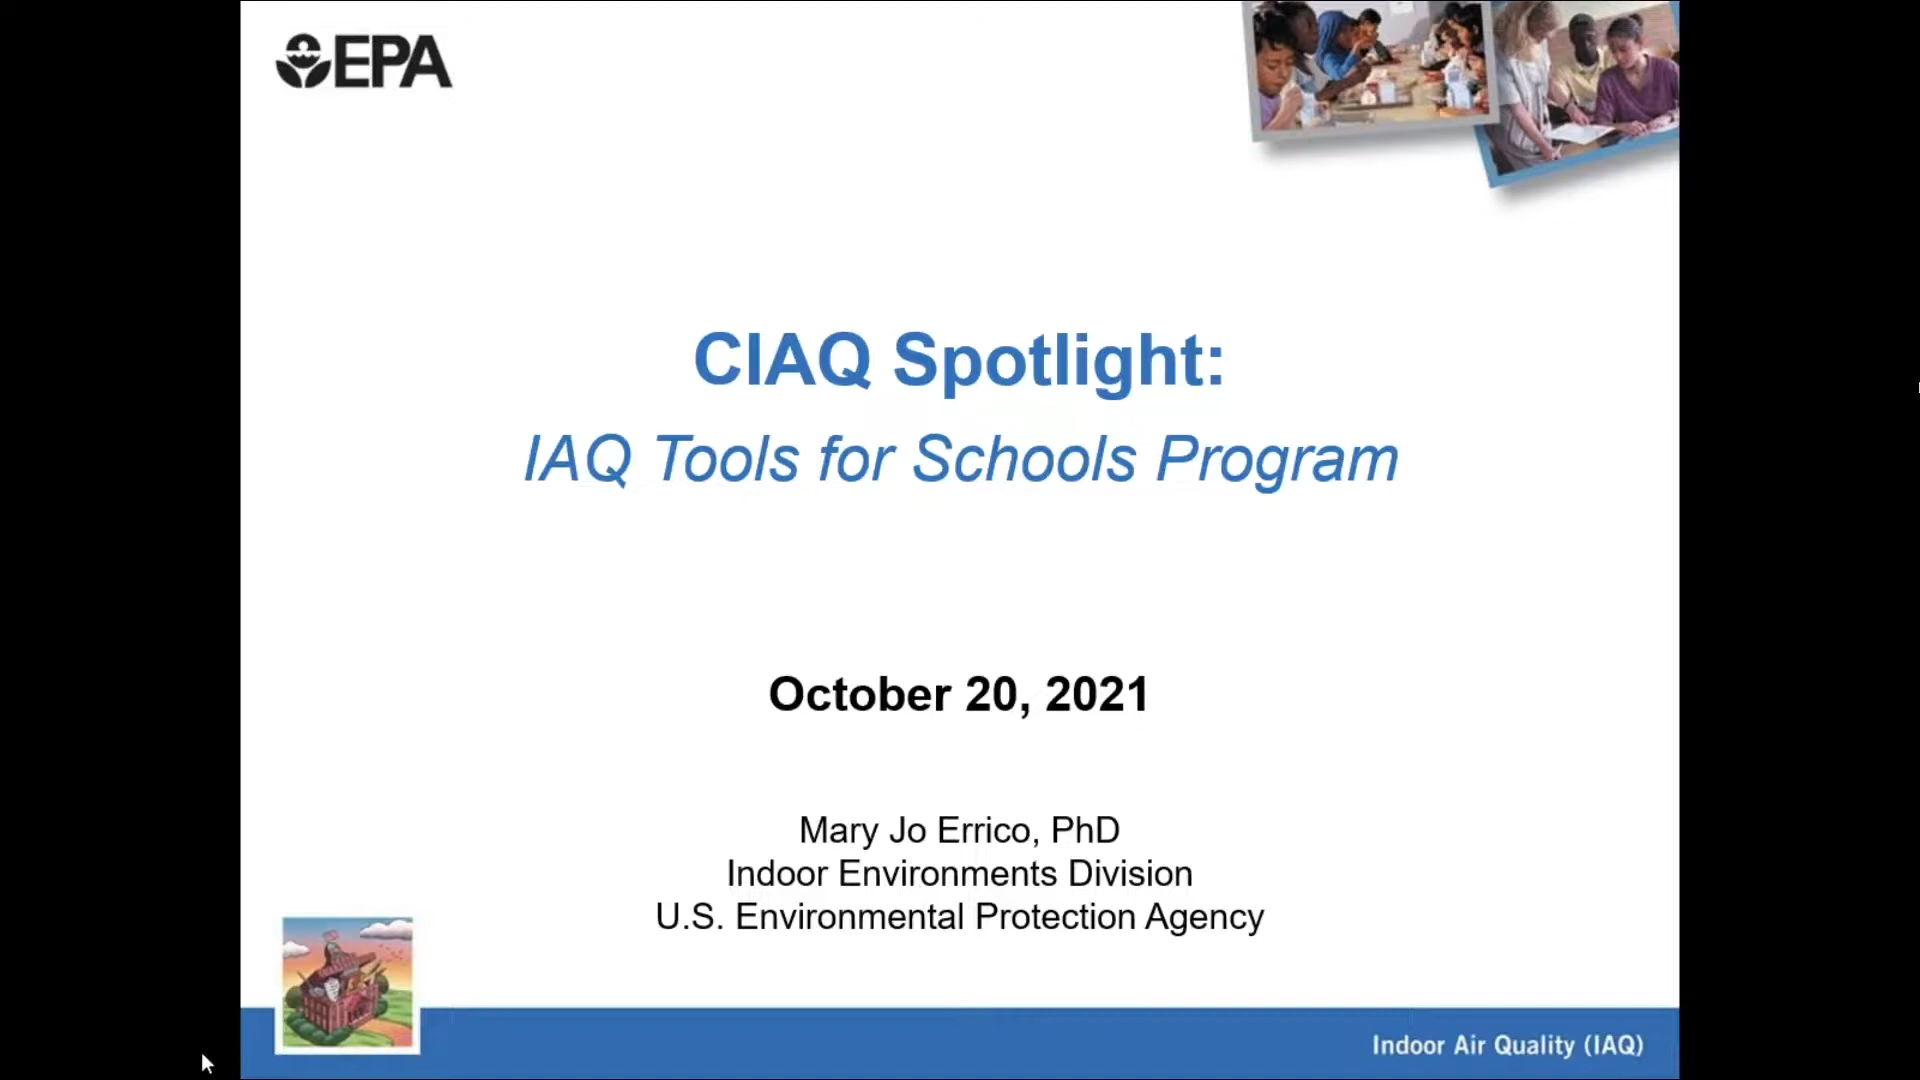 EPA
CIAQ Spotlight:
IAQ Tools for Schools Program
October 20, 2021
Mary Jo Errico, PhD
Indoor Environments Division
U.S. Environmental Protection Agency
Indoor Air Quality (IAQ)